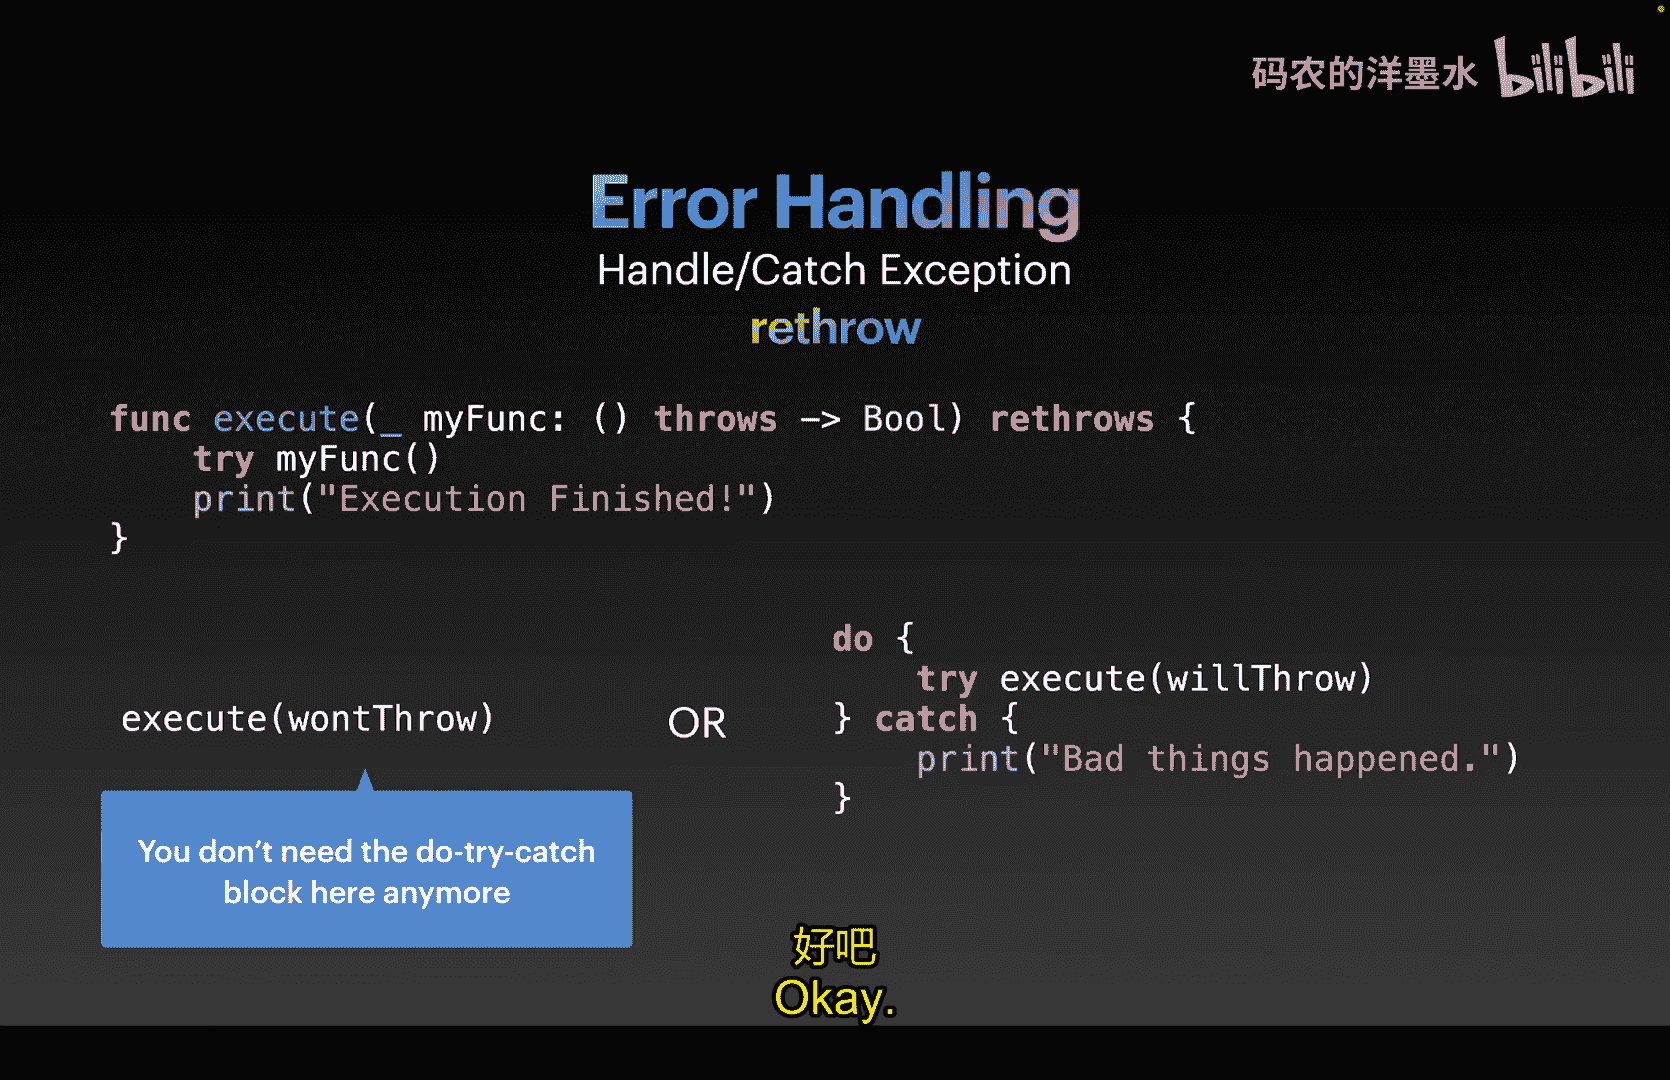 码农的洋墨水 bilibili
Error Handling
Handle/Catch Exception
rethrow
func execute(_ myFunc: () throws -> Bool) rethrows {
    try myFunc()
    print("Execution Finished!")
}
execute(wontThrow)
You don't need the do-try-catch
block here anymore
OR
do {
    try execute(willThrow)
} catch {
    print("Bad things happened.")
}
好吧
Okay.